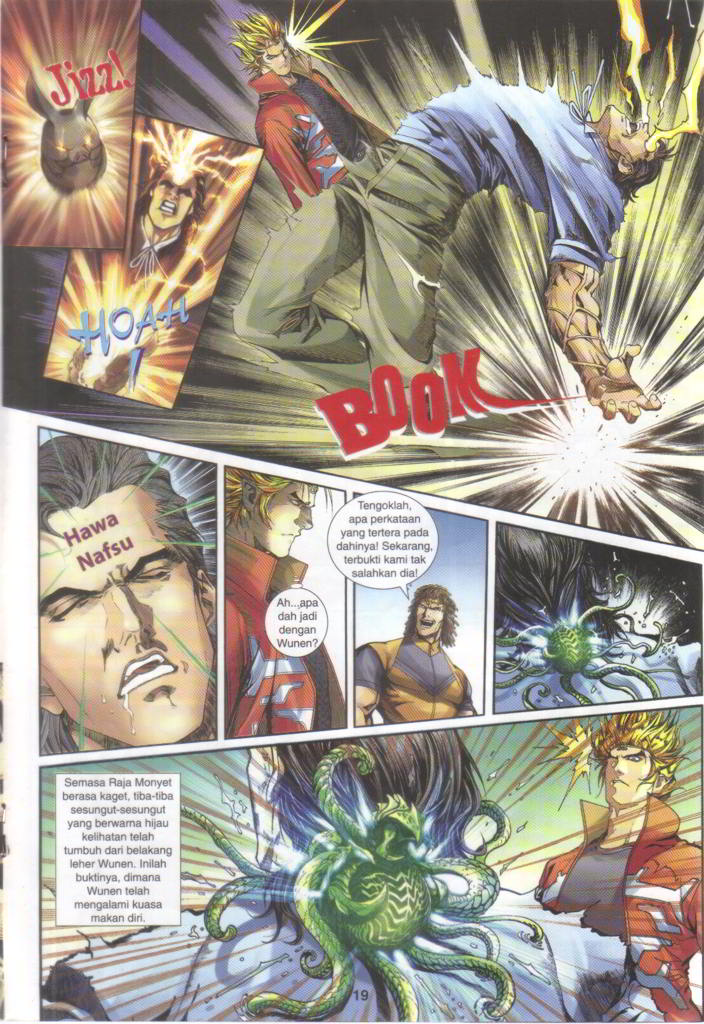 Jizz!
HOAH
!
BOOM
Hawa
Nafsu
Ah..,apa
dah jadi
dengan
Wunen?
Tengoklah,
apa perkataan
yang tertera pada
dahinya! Sekarang,
terbukti kami tak
salahkan dia!
Semasa Raja Monyet
berasa kaget, tiba-tiba
sesungut-sesungut
yang berwarna hijau
kelihatan telah
tumbuh dari belakang
leher Wunen. Inilah
buktinya, dimana
Wunen telah
mengalami kuasa
makan diri.
19